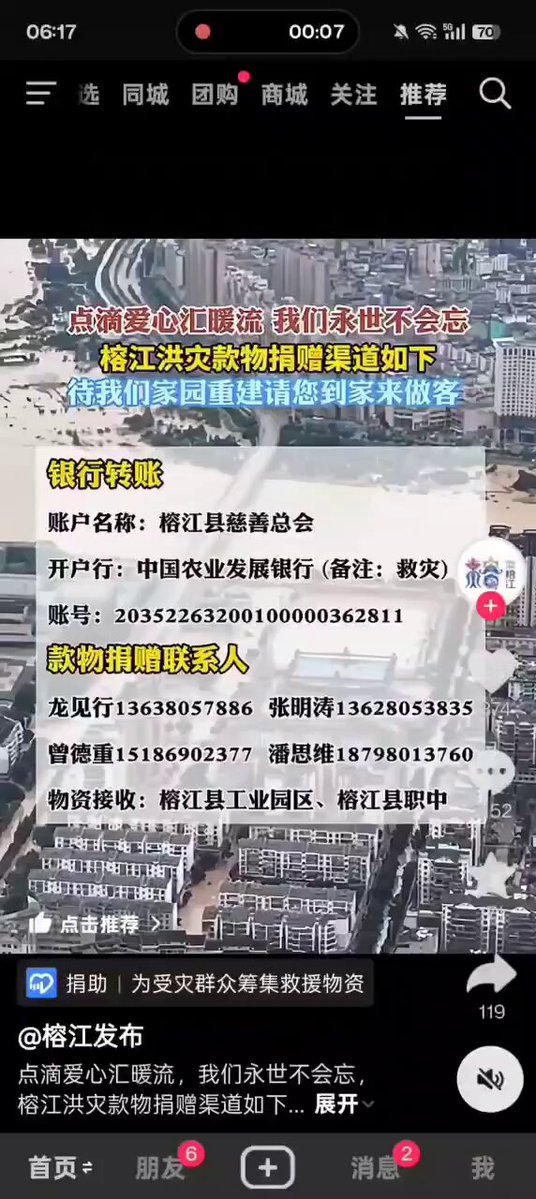 06:17
00:07
5G
70
选 同城 团购 商城 关注 推荐
点滴爱心汇暖流 我们永世不会忘
榕江洪灾款物捐赠渠道如下
待我们家园重建请您到家来做客
银行转账
账户名称：榕江县慈善总会
开户行：中国农业发展银行(备注：救灾)
账号：20352263200100000362811
款物捐赠联系人
龙见行13638057886 张明涛13628053835
曾德重15186902377 潘思维18798013760
物资接收：榕江县工业园区、榕江县职中
榕江
点击推荐
捐助 | 为受灾群众筹集救援物资
119
@榕江发布
点滴爱心汇暖流，我们永世不会忘，
榕江洪灾款物捐赠渠道如下... 展开
首页 朋友 6 消息 2 我